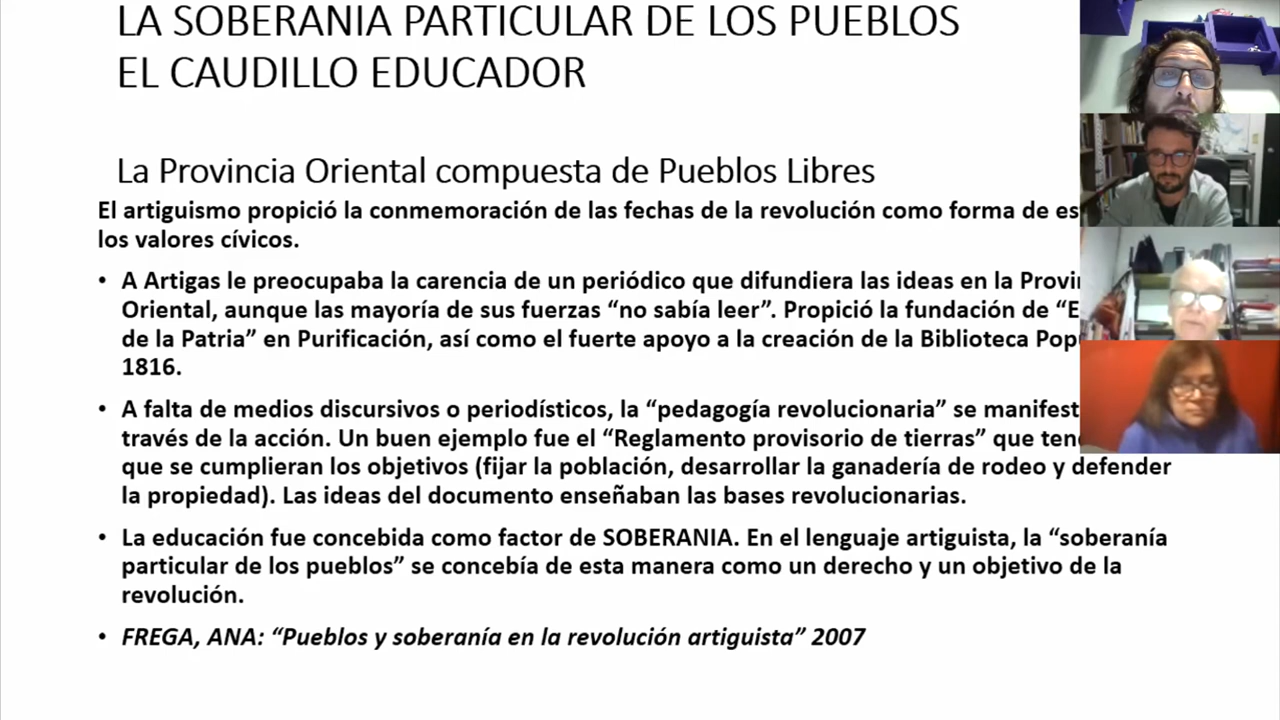 LA SOBERANIA PARTICULAR DE LOS PUEBLOS
EL CAUDILLO EDUCADOR
La Provincia Oriental compuesta de Pueblos Libres
El artiguismo propició la conmemoración de las fechas de la revolución como forma de
los valores cívicos.
• A Artigas le preocupaba la carencia de un periódico que difundiera las ideas en la
Oriental, aunque las mayoría de sus fuerzas “no sabía leer”. Propició la fundación de
de la Patria” en Purificación, así como el fuerte apoyo a la creación de la Biblioteca
1816.
• A falta de medios discursivos o periodísticos, la “pedagogía revolucionaria” se
través de la acción. Un buen ejemplo fue el “Reglamento provisorio de tierras” que
que se cumplieran los objetivos (fijar la población, desarrollar la ganadería de rodeo y defender
la propiedad). Las ideas del documento enseñaban las bases revolucionarias.
• La educación fue concebida como factor de SOBERANIA. En el lenguaje artiguista, la “soberanía
particular de los pueblos” se concebía de esta manera como un derecho y un objetivo de la
revolución.
• FREGA, ANA: “Pueblos y soberanía en la revolución artiguista” 2007